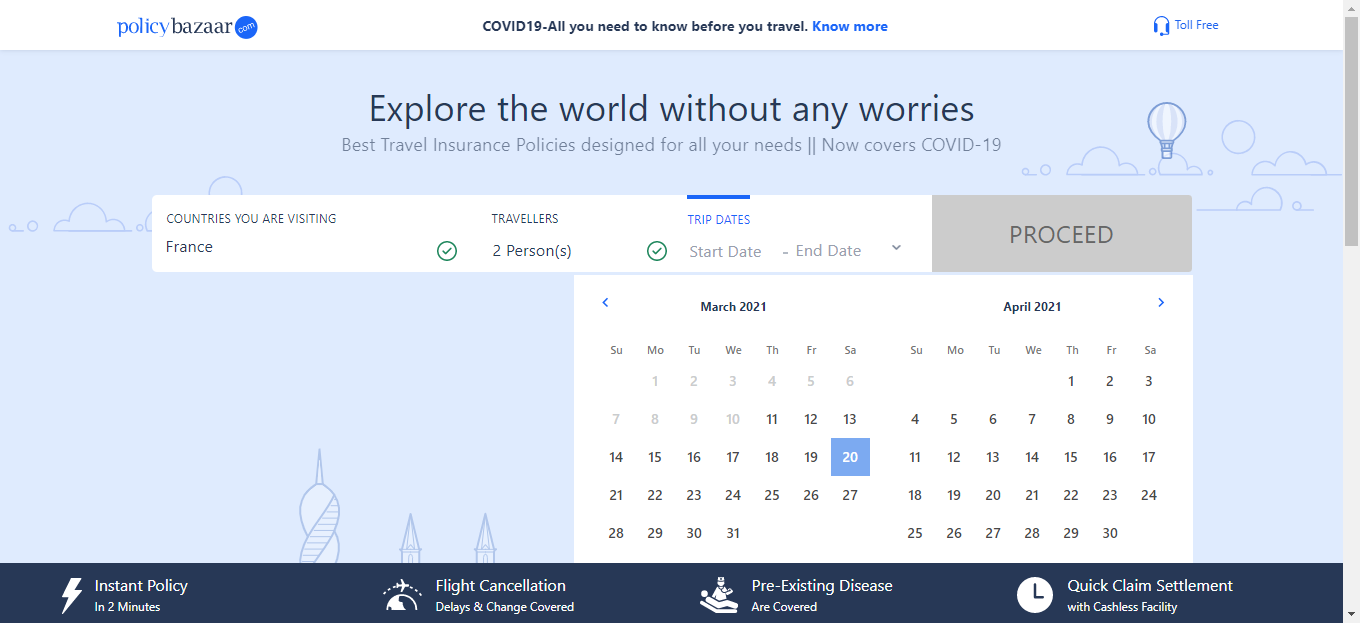 policybazaar.com
COVID19-All you need to know before you travel. Know more
Toll Free
Explore the world without any worries
Best Travel Insurance Policies designed for all your needs || Now covers COVID-19
COUNTRIES YOU ARE VISITING
France
TRAVELLERS
2 Person(s)
TRIP DATES
Start Date - End Date
PROCEED
March 2021
Su Mo Tu We Th Fr Sa
1 2 3 4 5 6
7 8 9 10 11 12 13
14 15 16 17 18 19 20
21 22 23 24 25 26 27
28 29 30 31
April 2021
Su Mo Tu We Th Fr Sa
1 2 3
4 5 6 7 8 9 10
11 12 13 14 15 16 17
18 19 20 21 22 23 24
25 26 27 28 29 30
Instant Policy
In 2 Minutes
Flight Cancellation
Delays & Change Covered
Pre-Existing Disease
Are Covered
Quick Claim Settlement
with Cashless Facility